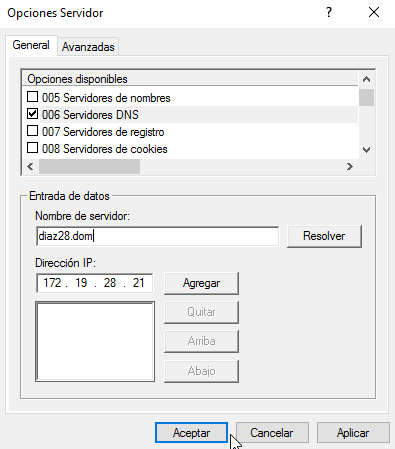 Opciones Servidor ? ×
General Avanzadas
Opciones disponibles
005 Servidores de nombres
006 Servidores DNS
007 Servidores de registro
008 Servidores de cookies
Entrada de datos
Nombre de servidor:
diaz28.dom Resolver
Dirección IP:
172 . 19 . 28 . 21 Agregar
Quitar
Arriba
Abajo
Aceptar Cancelar Aplicar